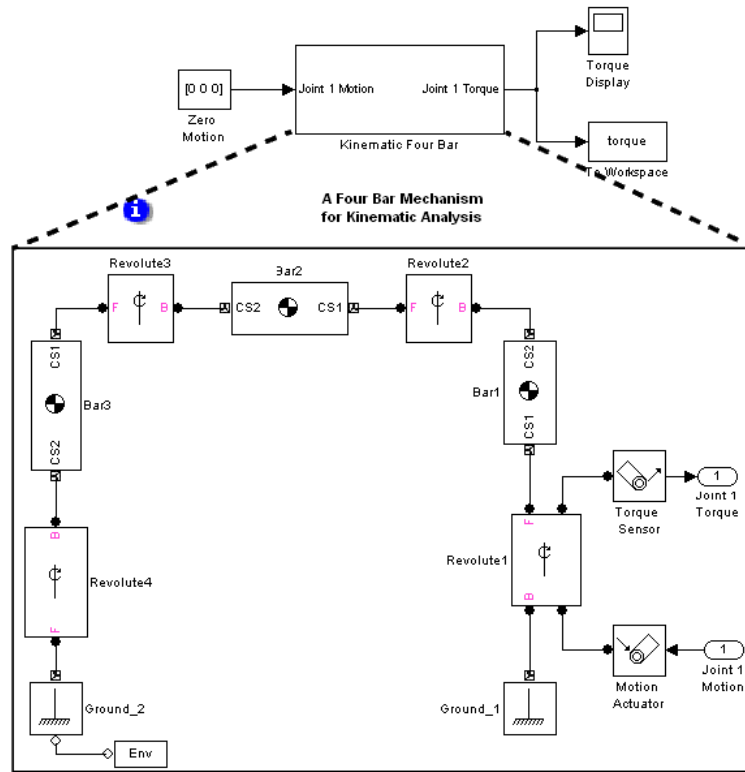 [0 0 0]
Zero
Motion
Joint 1 Motion
Joint 1 Torque
Kinematic Four Bar
Torque
Display
torque
To Workspace
i
A Four Bar Mechanism
for Kinematic Analysis
Revolute3
F
B
Bar2
CS2
CS1
Revolute2
F
B
CS1
CS2
Bar3
CS2
CS1
Bar1
B
F
Revolute4
F
B
Revolute1
Torque
Sensor
1
Joint 1
Torque
Motion
Actuator
1
Joint 1
Motion
Ground_2
Env
Ground_1